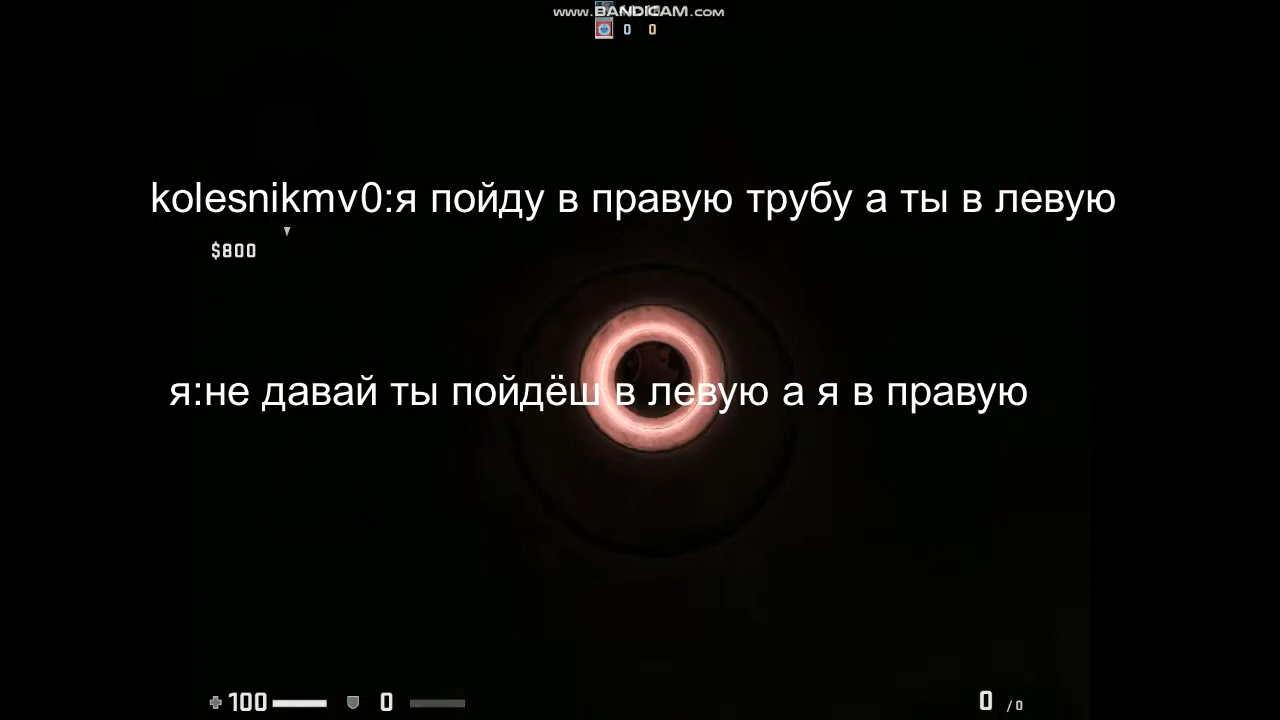 www.BANDICAM.com
0 0
kolesnikmv0:я пойду в правую трубу а ты в левую
$800
я:не давай ты пойдёш в левую а я в правую
100 0 0 /0